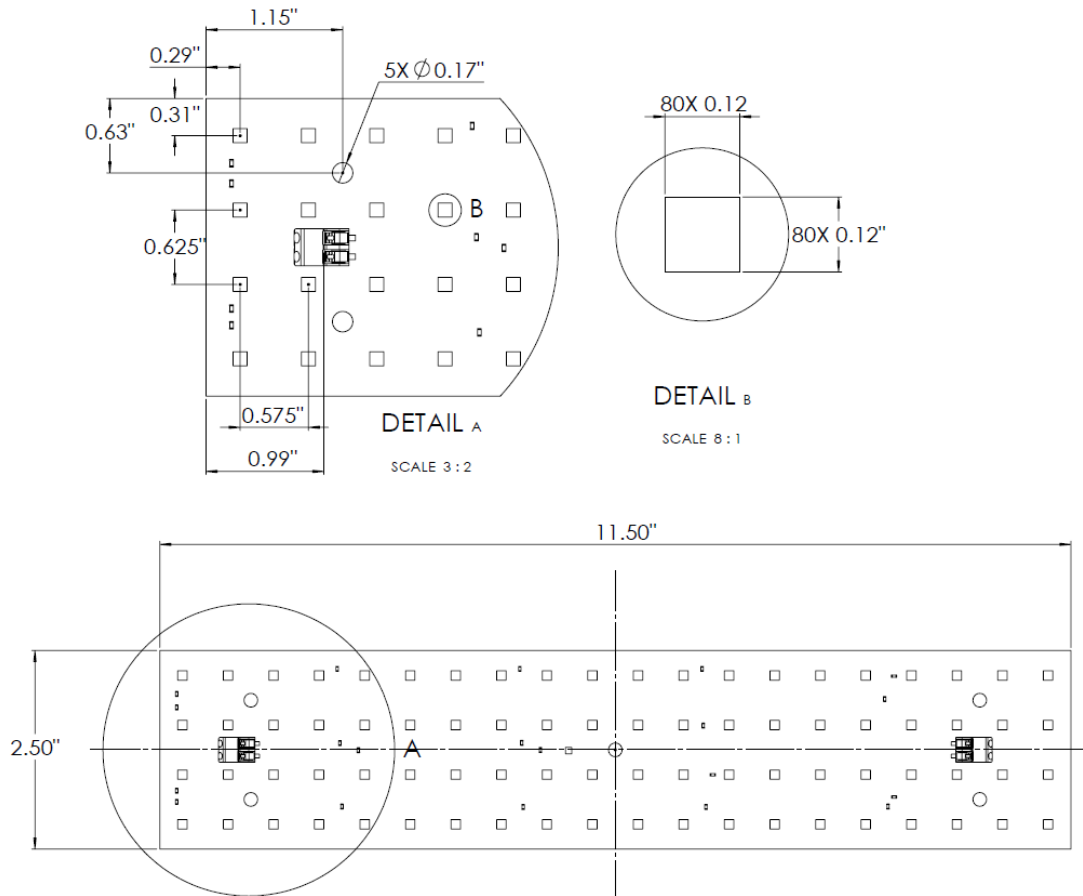 1.15"
0.29"
5X ∅0.17"
0.31"
0.63"
80X 0.12
B
0.625"
80X 0.12"
0.575"
0.99"
DETAIL A
SCALE 3 : 2
DETAIL B
SCALE 8 : 1
11.50"
2.50"
A